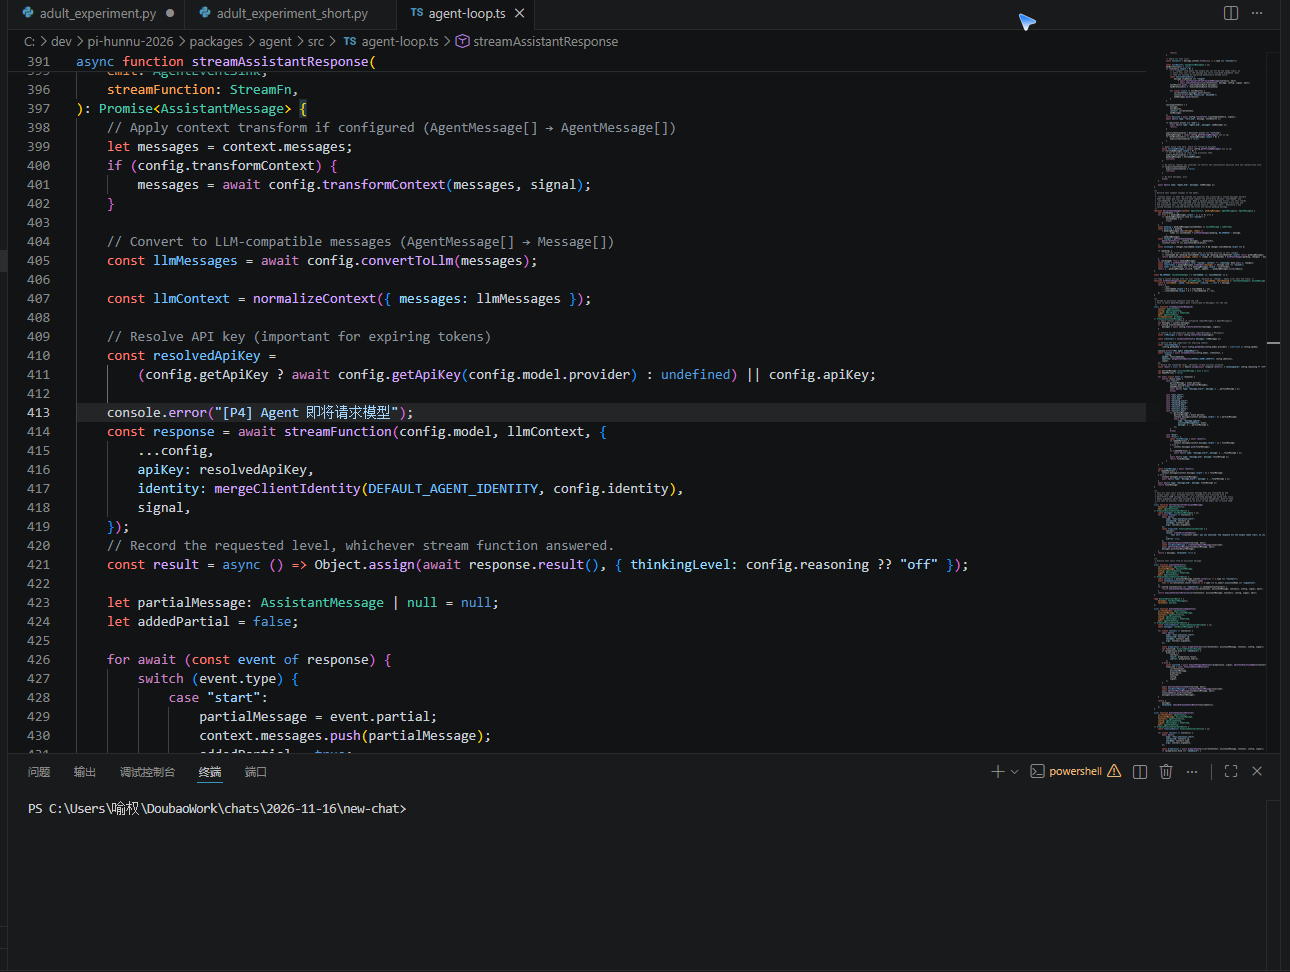 adult_experiment.py
adult_experiment_short.py
TS agent-loop.ts
C: > dev > pi-hunnu-2026 > packages > agent > src > TS agent-loop.ts > streamAssistantResponse
391 async function streamAssistantResponse(
395 emit: AgentEventSink,
396 streamFunction: StreamFn,
397 ): Promise<AssistantMessage> {
398 // Apply context transform if configured (AgentMessage[] → AgentMessage[])
399 let messages = context.messages;
400 if (config.transformContext) {
401 messages = await config.transformContext(messages, signal);
402 }
403
404 // Convert to LLM-compatible messages (AgentMessage[] → Message[])
405 const llmMessages = await config.convertToLlm(messages);
406
407 const llmContext = normalizeContext({ messages: llmMessages });
408
409 // Resolve API key (important for expiring tokens)
410 const resolvedApiKey =
411 (config.getApiKey ? await config.getApiKey(config.model.provider) : undefined) || config.apiKey;
412
413 console.error("[P4] Agent 即将请求模型");
414 const response = await streamFunction(config.model, llmContext, {
415 ...config,
416 apiKey: resolvedApiKey,
417 identity: mergeClientIdentity(DEFAULT_AGENT_IDENTITY, config.identity),
418 signal,
419 });
420 // Record the requested level, whichever stream function answered.
421 const result = async () => Object.assign(await response.result(), { thinkingLevel: config.reasoning ?? "off" });
422
423 let partialMessage: AssistantMessage | null = null;
424 let addedPartial = false;
425
426 for await (const event of response) {
427 switch (event.type) {
428 case "start":
429 partialMessage = event.partial;
430 context.messages.push(partialMessage);
431 addedPartial = true;
问题 输出 调试控制台 终端 端口
powershell
PS C:\Users\喻权\DoubaoWork\chats\2026-11-16\new-chat>